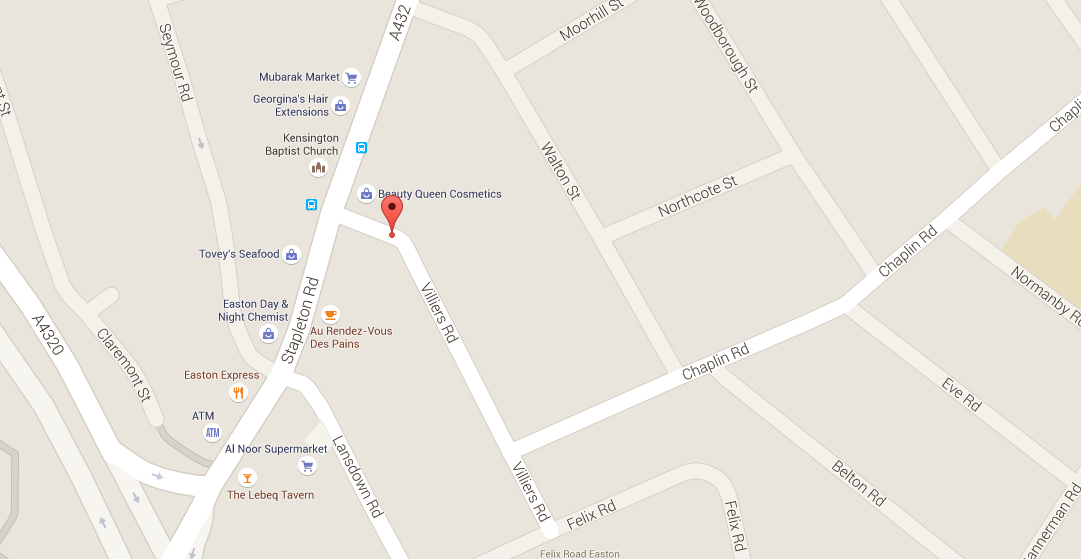 A432
Moorhill St
Woodborough St
Seymour Rd
Mubarak Market
Georgina's Hair
Extensions
Kensington
Baptist Church
Chaplin
Walton St
Northcote St
Beauty Queen Cosmetics
Tovey's Seafood
Chaplin Rd
Normanby Rd
Easton Day &
Night Chemist
Stapleton Rd
Villiers Rd
A4320
Claremont St
Au Rendez-Vous
Des Pains
Chaplin Rd
Easton Express
Eve Rd
ATM
ATM
Al Noor Supermarket
Lansdown Rd
The Lebeq Tavern
Villiers Rd
Belton Rd
Felix Rd
Felix Rd
annerman Rd
Felix Road Easton